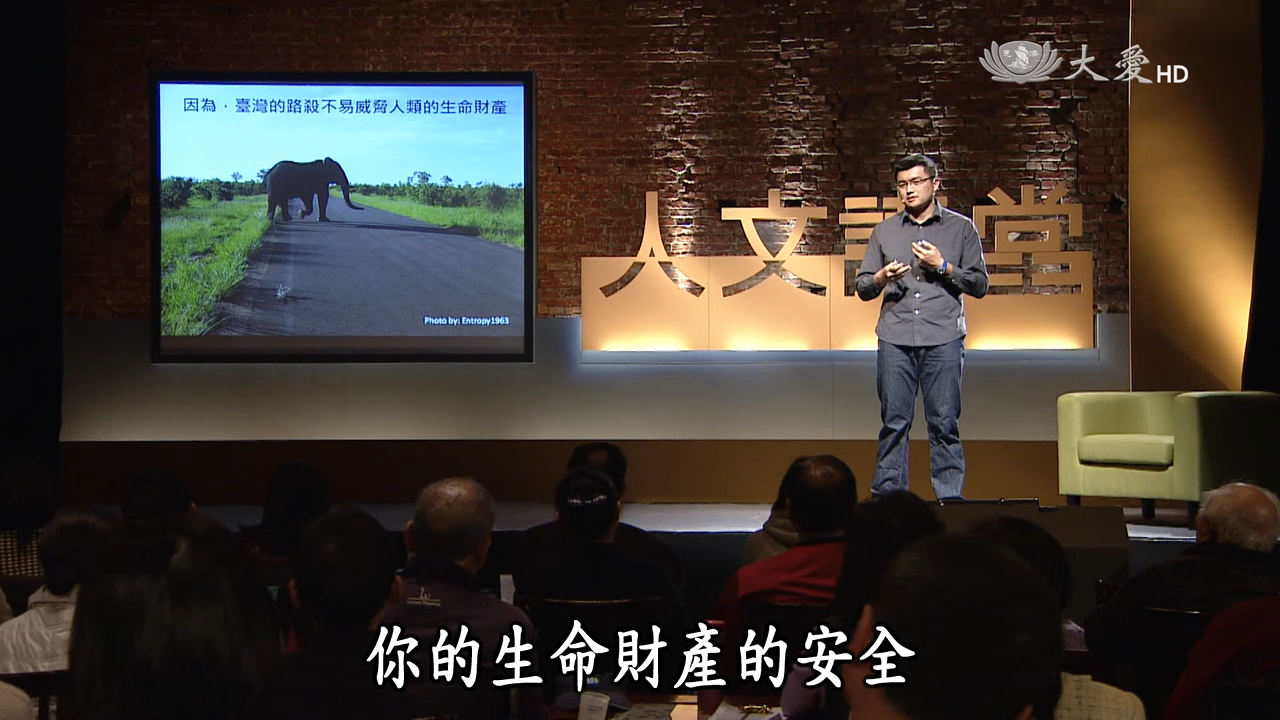 大愛HD
因為，臺灣的路殺不易威脅人類的生命財產
Photo by: Entropy1963
人文講堂
你的生命財產的安全